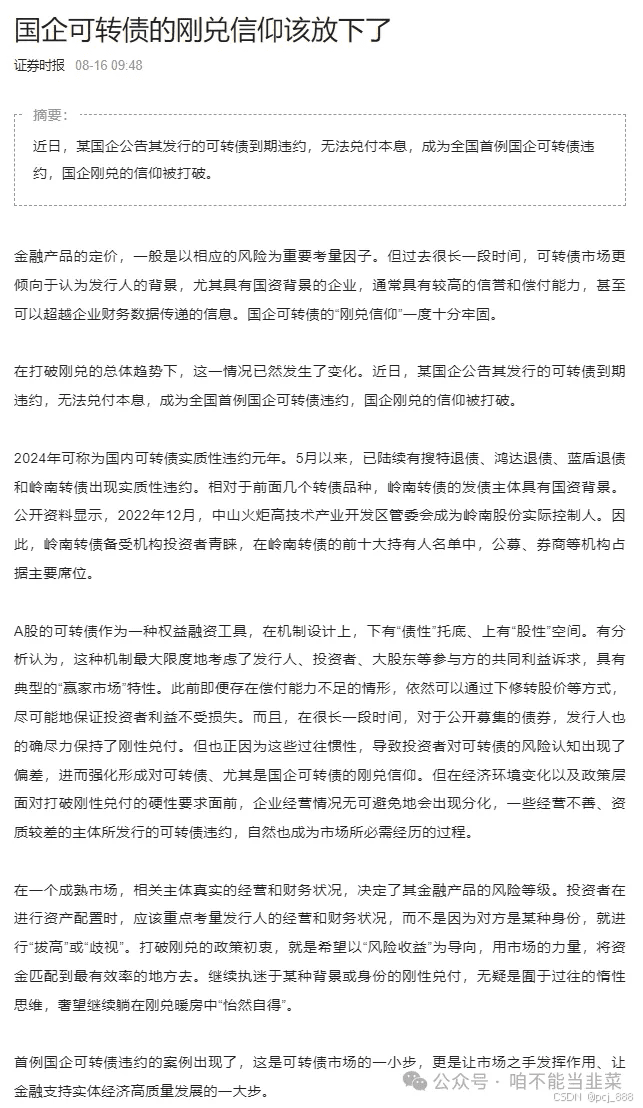 国企可转债的刚兑信仰该放下了
证券时报 08-16 09:48
摘要：
近日，某国企公告其发行的可转债到期违约，无法兑付本息，成为全国首例国企可转债违
约，国企刚兑的信仰被打破。
金融产品的定价，一般是以相应的风险为重要考量因子。但过去很长一段时间，可转债市场更
倾向于认为发行人的背景，尤其具有国资背景的企业，通常具有较高的信誉和偿付能力，甚至
可以超越企业财务数据传递的信息。国企可转债的“刚兑信仰”一度十分牢固。
在打破刚兑的总体趋势下，这一情况已然发生了变化。近日，某国企公告其发行的可转债到期
违约，无法兑付本息，成为全国首例国企可转债违约，国企刚兑的信仰被打破。
2024年可称为国内可转债实质性违约元年。5月以来，已陆续有搜特退债、鸿达退债、蓝盾退债
和岭南转债出现实质性违约。相对于前面几个转债品种，岭南转债的发债主体具有国资背景。
公开资料显示，2022年12月，中山火炬高技术产业开发区管委会成为岭南股份实际控制人。因
此，岭南转债备受机构投资者青睐，在岭南转债的前十大持有人名单中，公募、券商等机构占
据主要席位。
A股的可转债作为一种权益融资工具，在机制设计上，下有“债性”托底、上有“股性”空间。有分
析认为，这种机制最大限度地考虑了发行人、投资者、大股东等参与方的共同利益诉求，具有
典型的“赢家市场”特性。此前即便存在偿付能力不足的情形，依然可以通过下修转股价等方式，
尽可能地保证投资者利益不受损失。而且，在很长一段时间，对于公开募集的债券，发行人也
的确尽力保持了刚性兑付。但也正因为这些过往惯性，导致投资者对可转债的风险认知出现了
偏差，进而强化形成对可转债、尤其是国企可转债的刚兑信仰。但在经济环境变化以及政策层
面对打破刚性兑付的硬性要求面前，企业经营情况无可避免地会出现分化，一些经营不善、资
质较差的主体所发行的可转债违约，自然也成为市场所必需经历的过程。
在一个成熟市场，相关主体真实的经营和财务状况，决定了其金融产品的风险等级。投资者在
进行资产配置时，应该重点考量发行人的经营和财务状况，而不是因为对方是某种身份，就进
行“拔高”或“歧视”。打破刚兑的政策初衷，就是希望以“风险收益”为导向，用市场的力量，将资
金匹配到最有效率的地方去。继续执迷于某种背景或身份的刚性兑付，无疑是囿于过往的惰性
思维，奢望继续躺在刚兑暖房中“怡然自得”。
首例国企可转债违约的案例出现了，这是可转债市场的一小步，更是让市场之手发挥作用、让
金融支持实体经济高质量发展的一大步。
公众号 · 咱不能当韭菜
CSDN @pcj_888